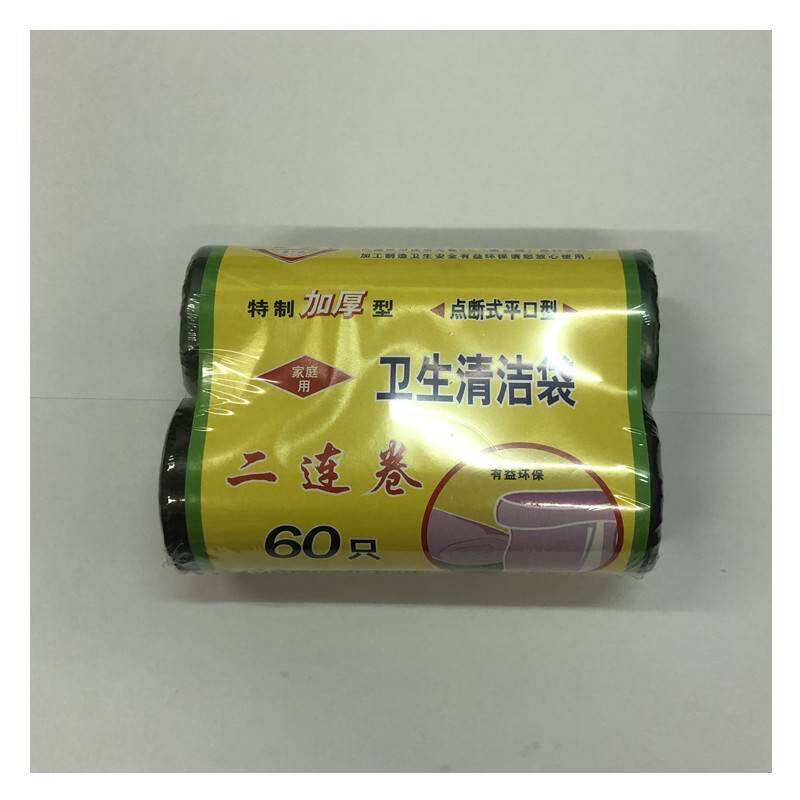 加工制造卫生安全有益环保请您放心使用。
特制加厚型
点断式平口型
家庭
用
卫生清洁袋
二连卷
有益环保
60只